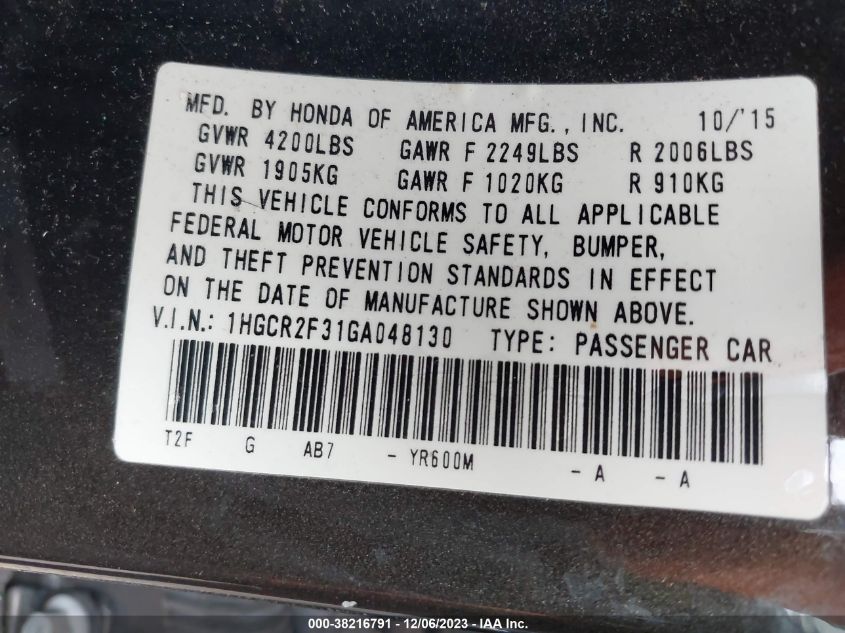 MFD. BY HONDA OF AMERICA MFG., INC. 10/'15
GVWR 4200LBS GAWR F 2249LBS R 2006LBS
GVWR 1905KG GAWR F 1020KG R 910KG
THIS VEHICLE CONFORMS TO ALL APPLICABLE
FEDERAL MOTOR VEHICLE SAFETY, BUMPER,
AND THEFT PREVENTION STANDARDS IN EFFECT
ON THE DATE OF MANUFACTURE SHOWN ABOVE.
V.I.N.: 1HGCR2F31GA048130 TYPE: PASSENGER CAR
T2F G AB7 - YR600M - A - A
000-38216791 - 12/06/2023 - IAA Inc.